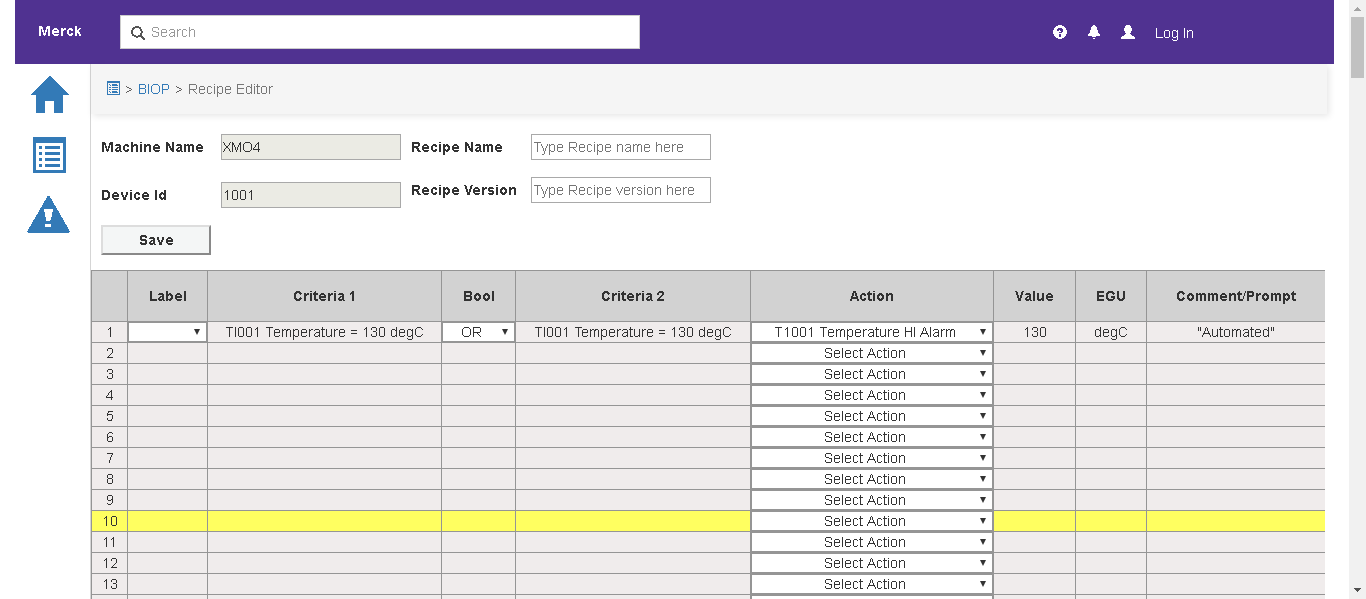 Merck
Search
Log In
> BIOP > Recipe Editor
Machine Name XMO4 Recipe Name Type Recipe name here
Device Id 1001 Recipe Version Type Recipe version here
Save
Label Criteria 1 Bool Criteria 2 Action Value EGU Comment/Prompt
1 TI001 Temperature = 130 degC OR TI001 Temperature = 130 degC T1001 Temperature HI Alarm 130 degC "Automated"
2 Select Action
3 Select Action
4 Select Action
5 Select Action
6 Select Action
7 Select Action
8 Select Action
9 Select Action
10 Select Action
11 Select Action
12 Select Action
13 Select Action